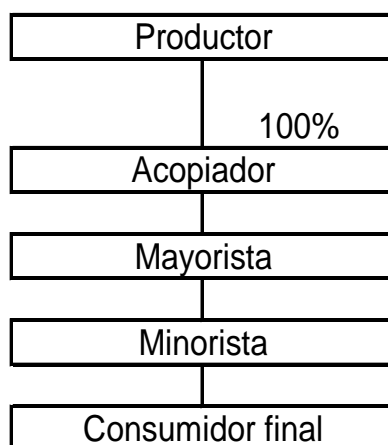 Productor
100%
Acopiador
Mayorista
Minorista
Consumidor final